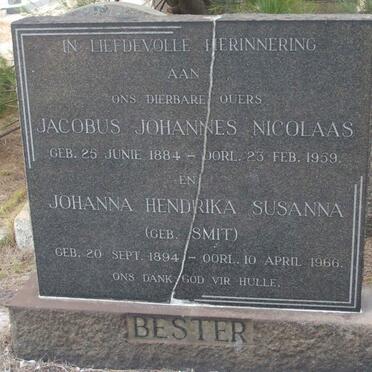 IN LIEFDEVOLLE HERINNERING
AAN
ONS DIERBARE OUERS
JACOBUS JOHANNES NICOLAAS
GEB. 25 JUNIE 1884 – OORL. 23 FEB. 1959.
EN
JOHANNA HENDRIKA SUSANNA
(GEB. SMIT)
GEB. 20 SEPT. 1894 – OORL. 10 APRIL 1966.
ONS DANK GOD VIR HULLE.
BESTER